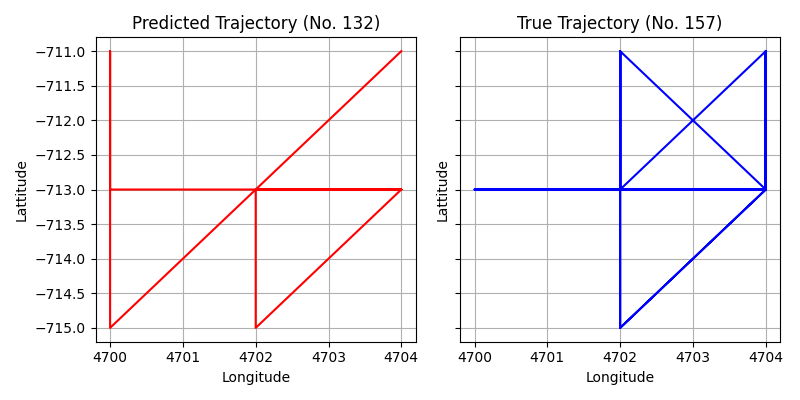 Predicted Trajectory (No. 132)
True Trajectory (No. 157)
Lattitude
−711.0
−711.5
−712.0
−712.5
−713.0
−713.5
−714.0
−714.5
−715.0
4700 4701 4702 4703 4704
Longitude
Lattitude
4700 4701 4702 4703 4704
Longitude